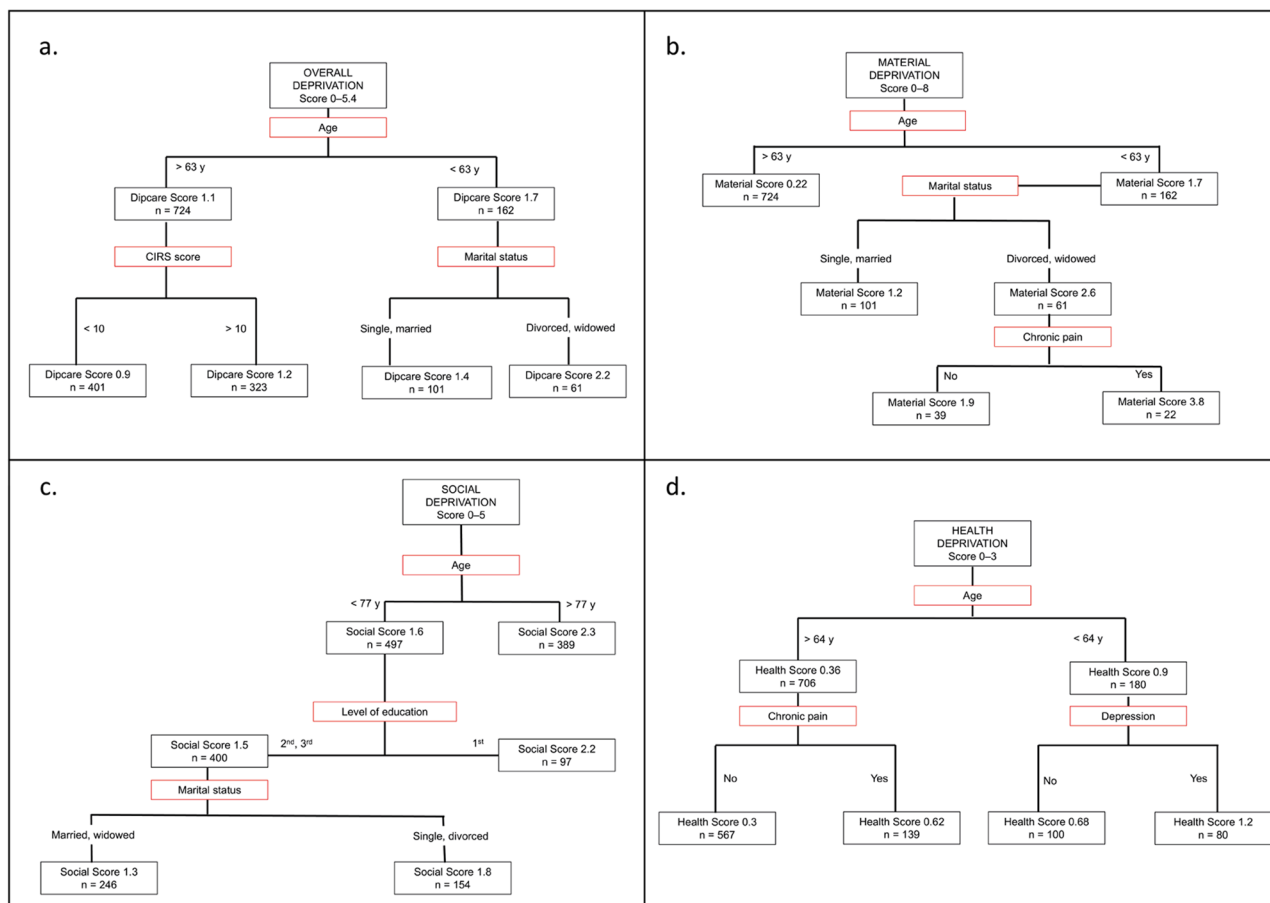 a.
OVERALL
DEPRIVATION
Score 0–5.4
Age
> 63 y
< 63 y
Dipcare Score 1.1
n = 724
Dipcare Score 1.7
n = 162
CIRS score
Marital status
< 10
> 10
Single, married
Divorced, widowed
Dipcare Score 0.9
n = 401
Dipcare Score 1.2
n = 323
Dipcare Score 1.4
n = 101
Dipcare Score 2.2
n = 61
b.
MATERIAL
DEPRIVATION
Score 0–8
Age
> 63 y
< 63 y
Material Score 0.22
n = 724
Marital status
Material Score 1.7
n = 162
Single, married
Divorced, widowed
Material Score 1.2
n = 101
Material Score 2.6
n = 61
Chronic pain
No
Yes
Material Score 1.9
n = 39
Material Score 3.8
n = 22
c.
SOCIAL
DEPRIVATION
Score 0–5
Age
< 77 y
> 77 y
Social Score 1.6
n = 497
Social Score 2.3
n = 389
Level of education
Social Score 1.5
n = 400
2nd, 3rd
1st
Social Score 2.2
n = 97
Marital status
Married, widowed
Single, divorced
Social Score 1.3
n = 246
Social Score 1.8
n = 154
d.
HEALTH
DEPRIVATION
Score 0–3
Age
> 64 y
< 64 y
Health Score 0.36
n = 706
Health Score 0.9
n = 180
Chronic pain
Depression
No
Yes
No
Yes
Health Score 0.3
n = 567
Health Score 0.62
n = 139
Health Score 0.68
n = 100
Health Score 1.2
n = 80